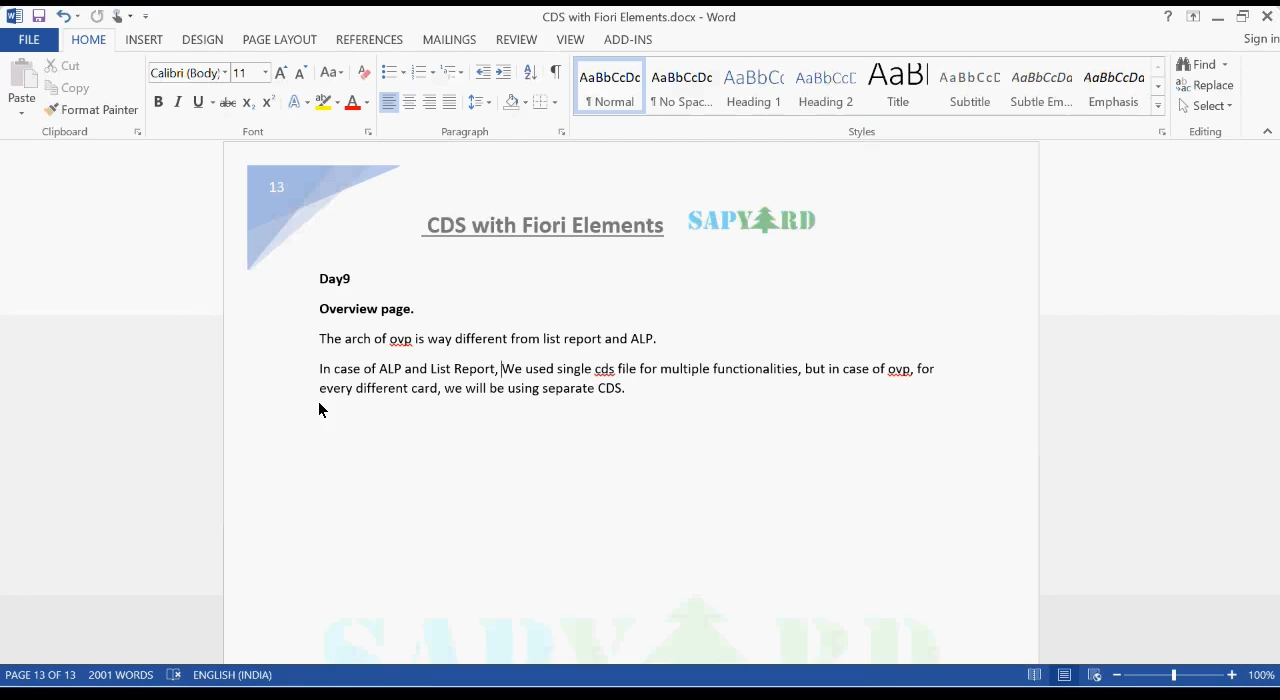 CDS with Fiori Elements.docx - Word
Sign in
FILE HOME INSERT DESIGN PAGE LAYOUT REFERENCES MAILINGS REVIEW VIEW ADD-INS
Paste
Cut
Copy
Format Painter
Clipboard
Calibri (Body) 11
Font
Paragraph
AaBbCcDc AaBbCcDc AaBbCc AaBbCcD AaBl AaBbCcD AaBbCcDa AaBbCcDa
¶ Normal ¶ No Spac... Heading 1 Heading 2 Title Subtitle Subtle Em... Emphasis
Styles
Find
Replace
Select
Editing
13
CDS with Fiori Elements
SAPYARD
Day9
Overview page.
The arch of ovp is way different from list report and ALP.
In case of ALP and List Report, We used single cds file for multiple functionalities, but in case of ovp, for
every different card, we will be using separate CDS.
SAPYARD
PAGE 13 OF 13 2001 WORDS ENGLISH (INDIA) 100%